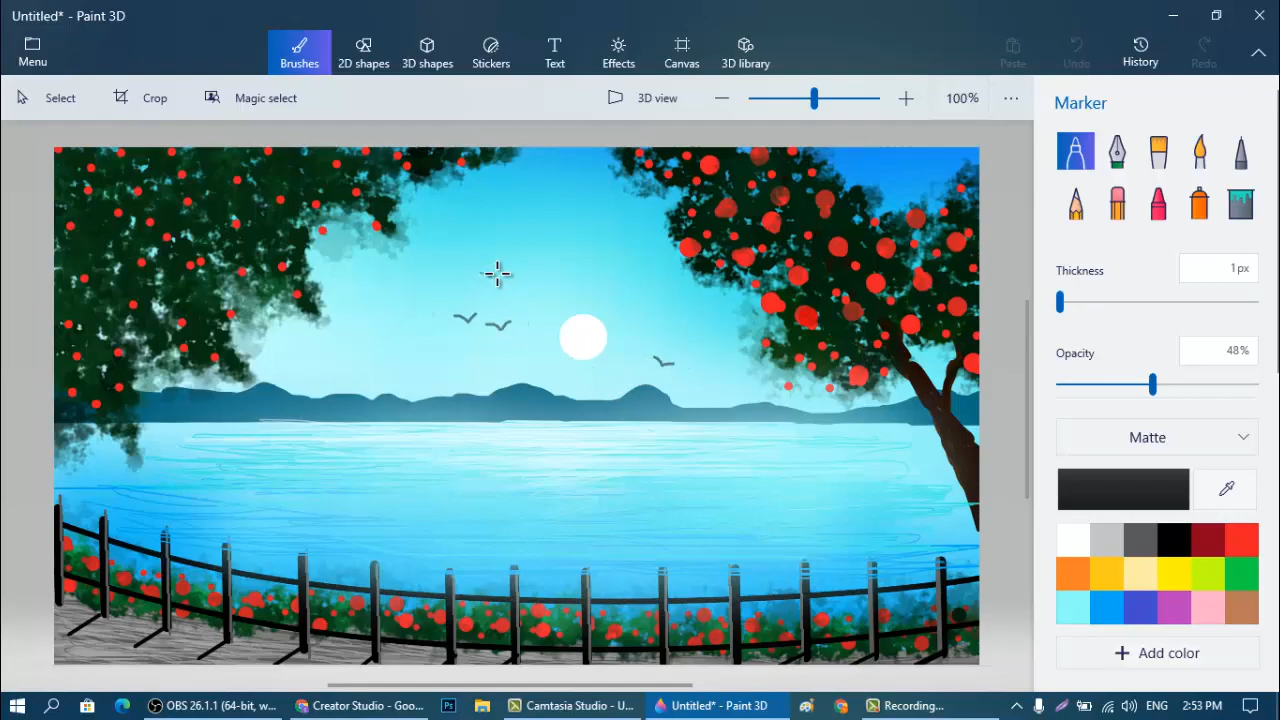 Untitled* - Paint 3D
Menu
Brushes
2D shapes
3D shapes
Stickers
Text
Effects
Canvas
3D library
Paste
Undo
History
Redo
Select
Crop
Magic select
3D view
100%
Marker
Thickness
1px
Opacity
48%
Matte
Add color
OBS 26.1.1 (64-bit, w...
Creator Studio - Goo...
Ps
Camtasia Studio - U...
Untitled* - Paint 3D
Recording...
ENG
2:53 PM